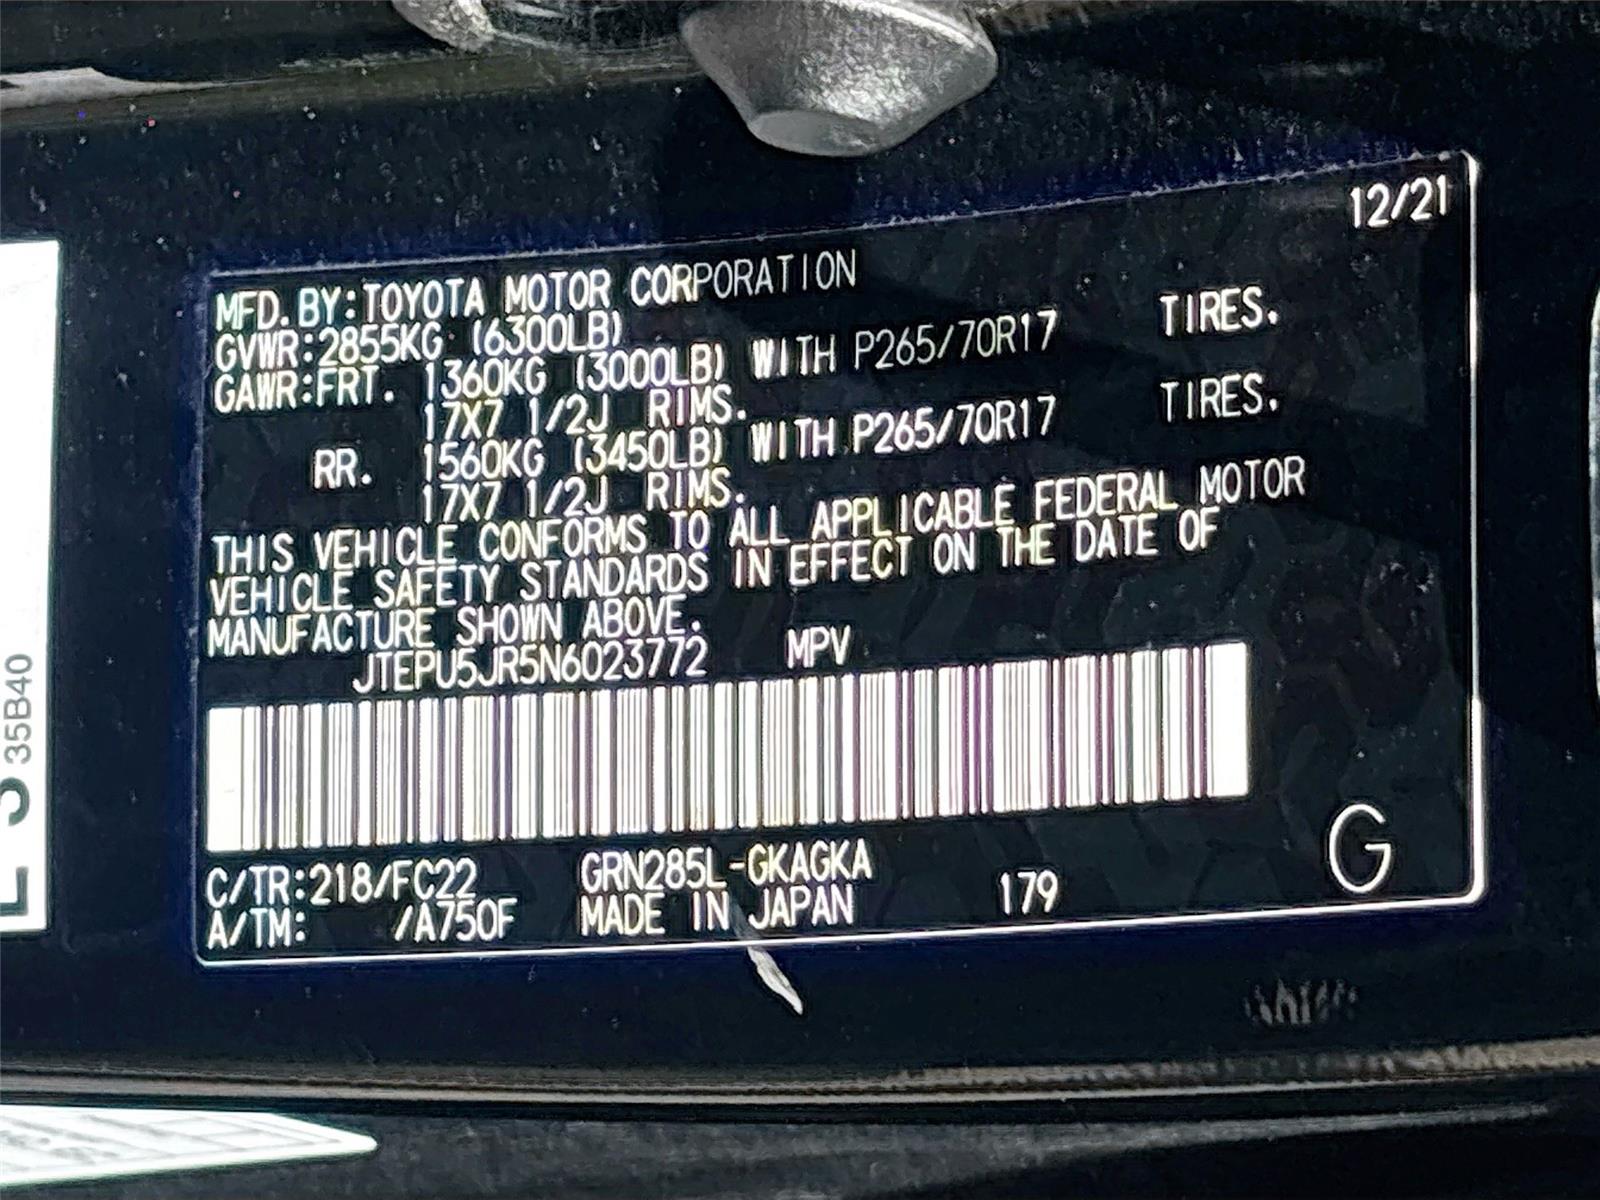 12/21
MFD. BY:TOYOTA MOTOR CORPORATION
GVWR:2855KG (6300LB)
GAWR:FRT. 1360KG (3000LB) WITH P265/70R17 TIRES.
17X7 1/2J RIMS.
RR. 1560KG (3450LB) WITH P265/70R17 TIRES.
17X7 1/2J RIMS.
THIS VEHICLE CONFORMS TO ALL APPLICABLE FEDERAL MOTOR
VEHICLE SAFETY STANDARDS IN EFFECT ON THE DATE OF
MANUFACTURE SHOWN ABOVE.
JTEPU5JR5N6023772 MPV
C/TR:218/FC22 GRN285L-GKAGKA
A/TM: /A750F MADE IN JAPAN 179 G
35B40